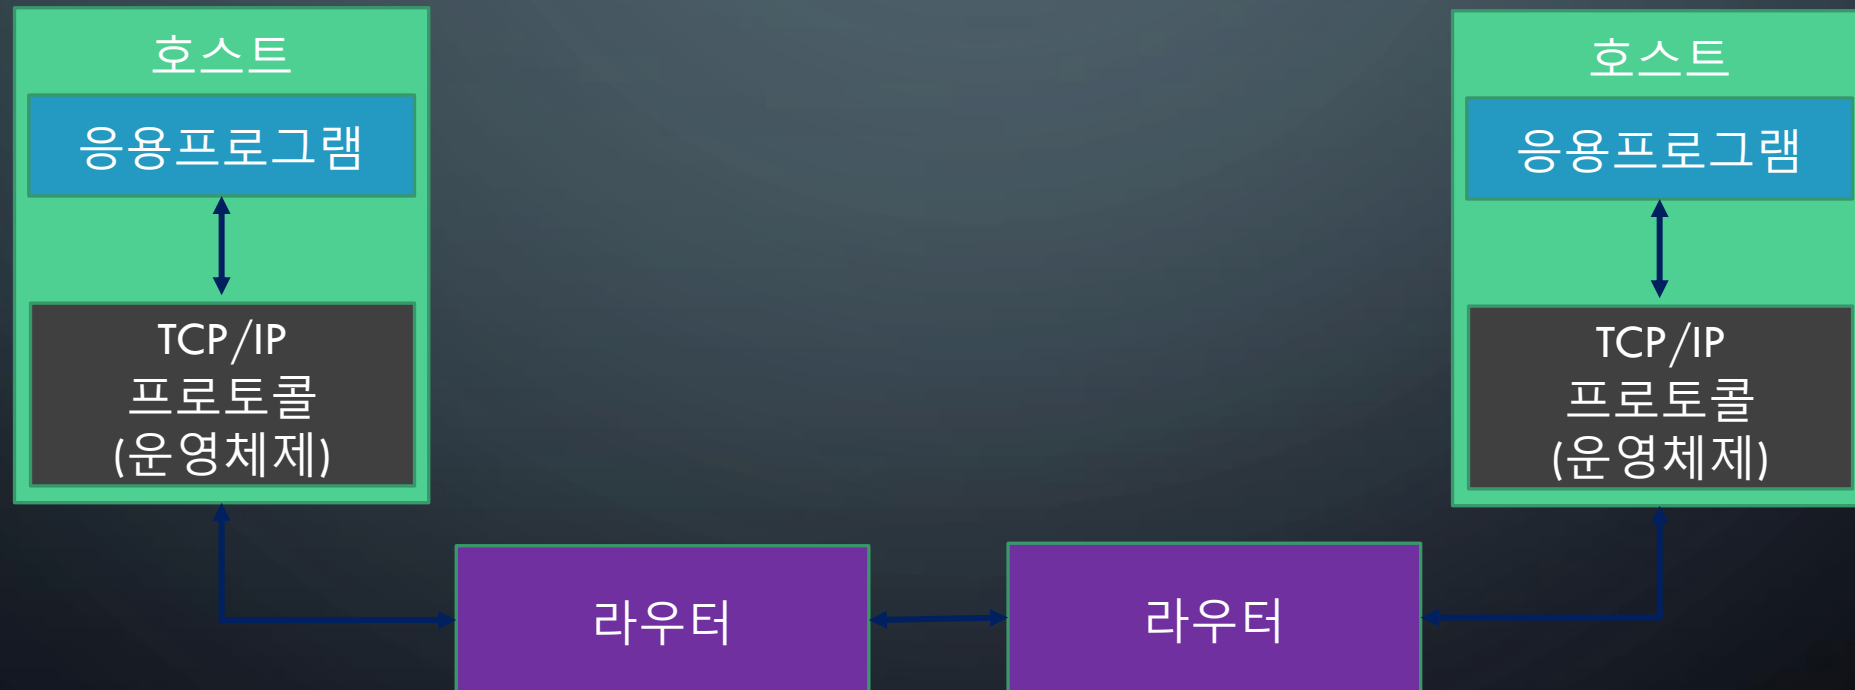 호스트
응용프로그램
TCP/IP
프로토콜
(운영체제)
호스트
응용프로그램
TCP/IP
프로토콜
(운영체제)
라우터
라우터